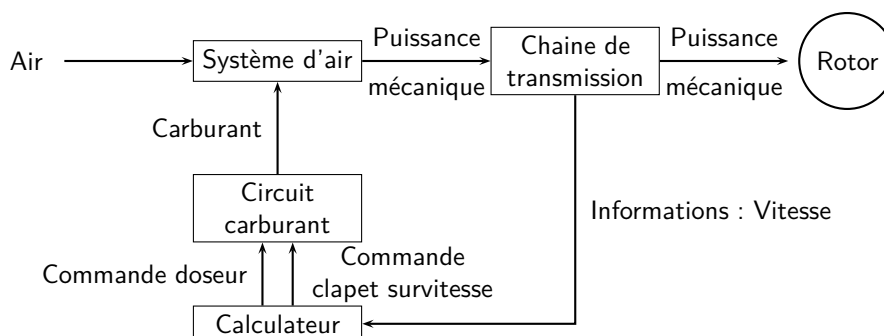 Air
Système d'air
Puissance
mécanique
Chaine de
transmission
Puissance
mécanique
Rotor
Carburant
Circuit
carburant
Informations : Vitesse
Commande doseur
Commande
clapet survitesse
Calculateur